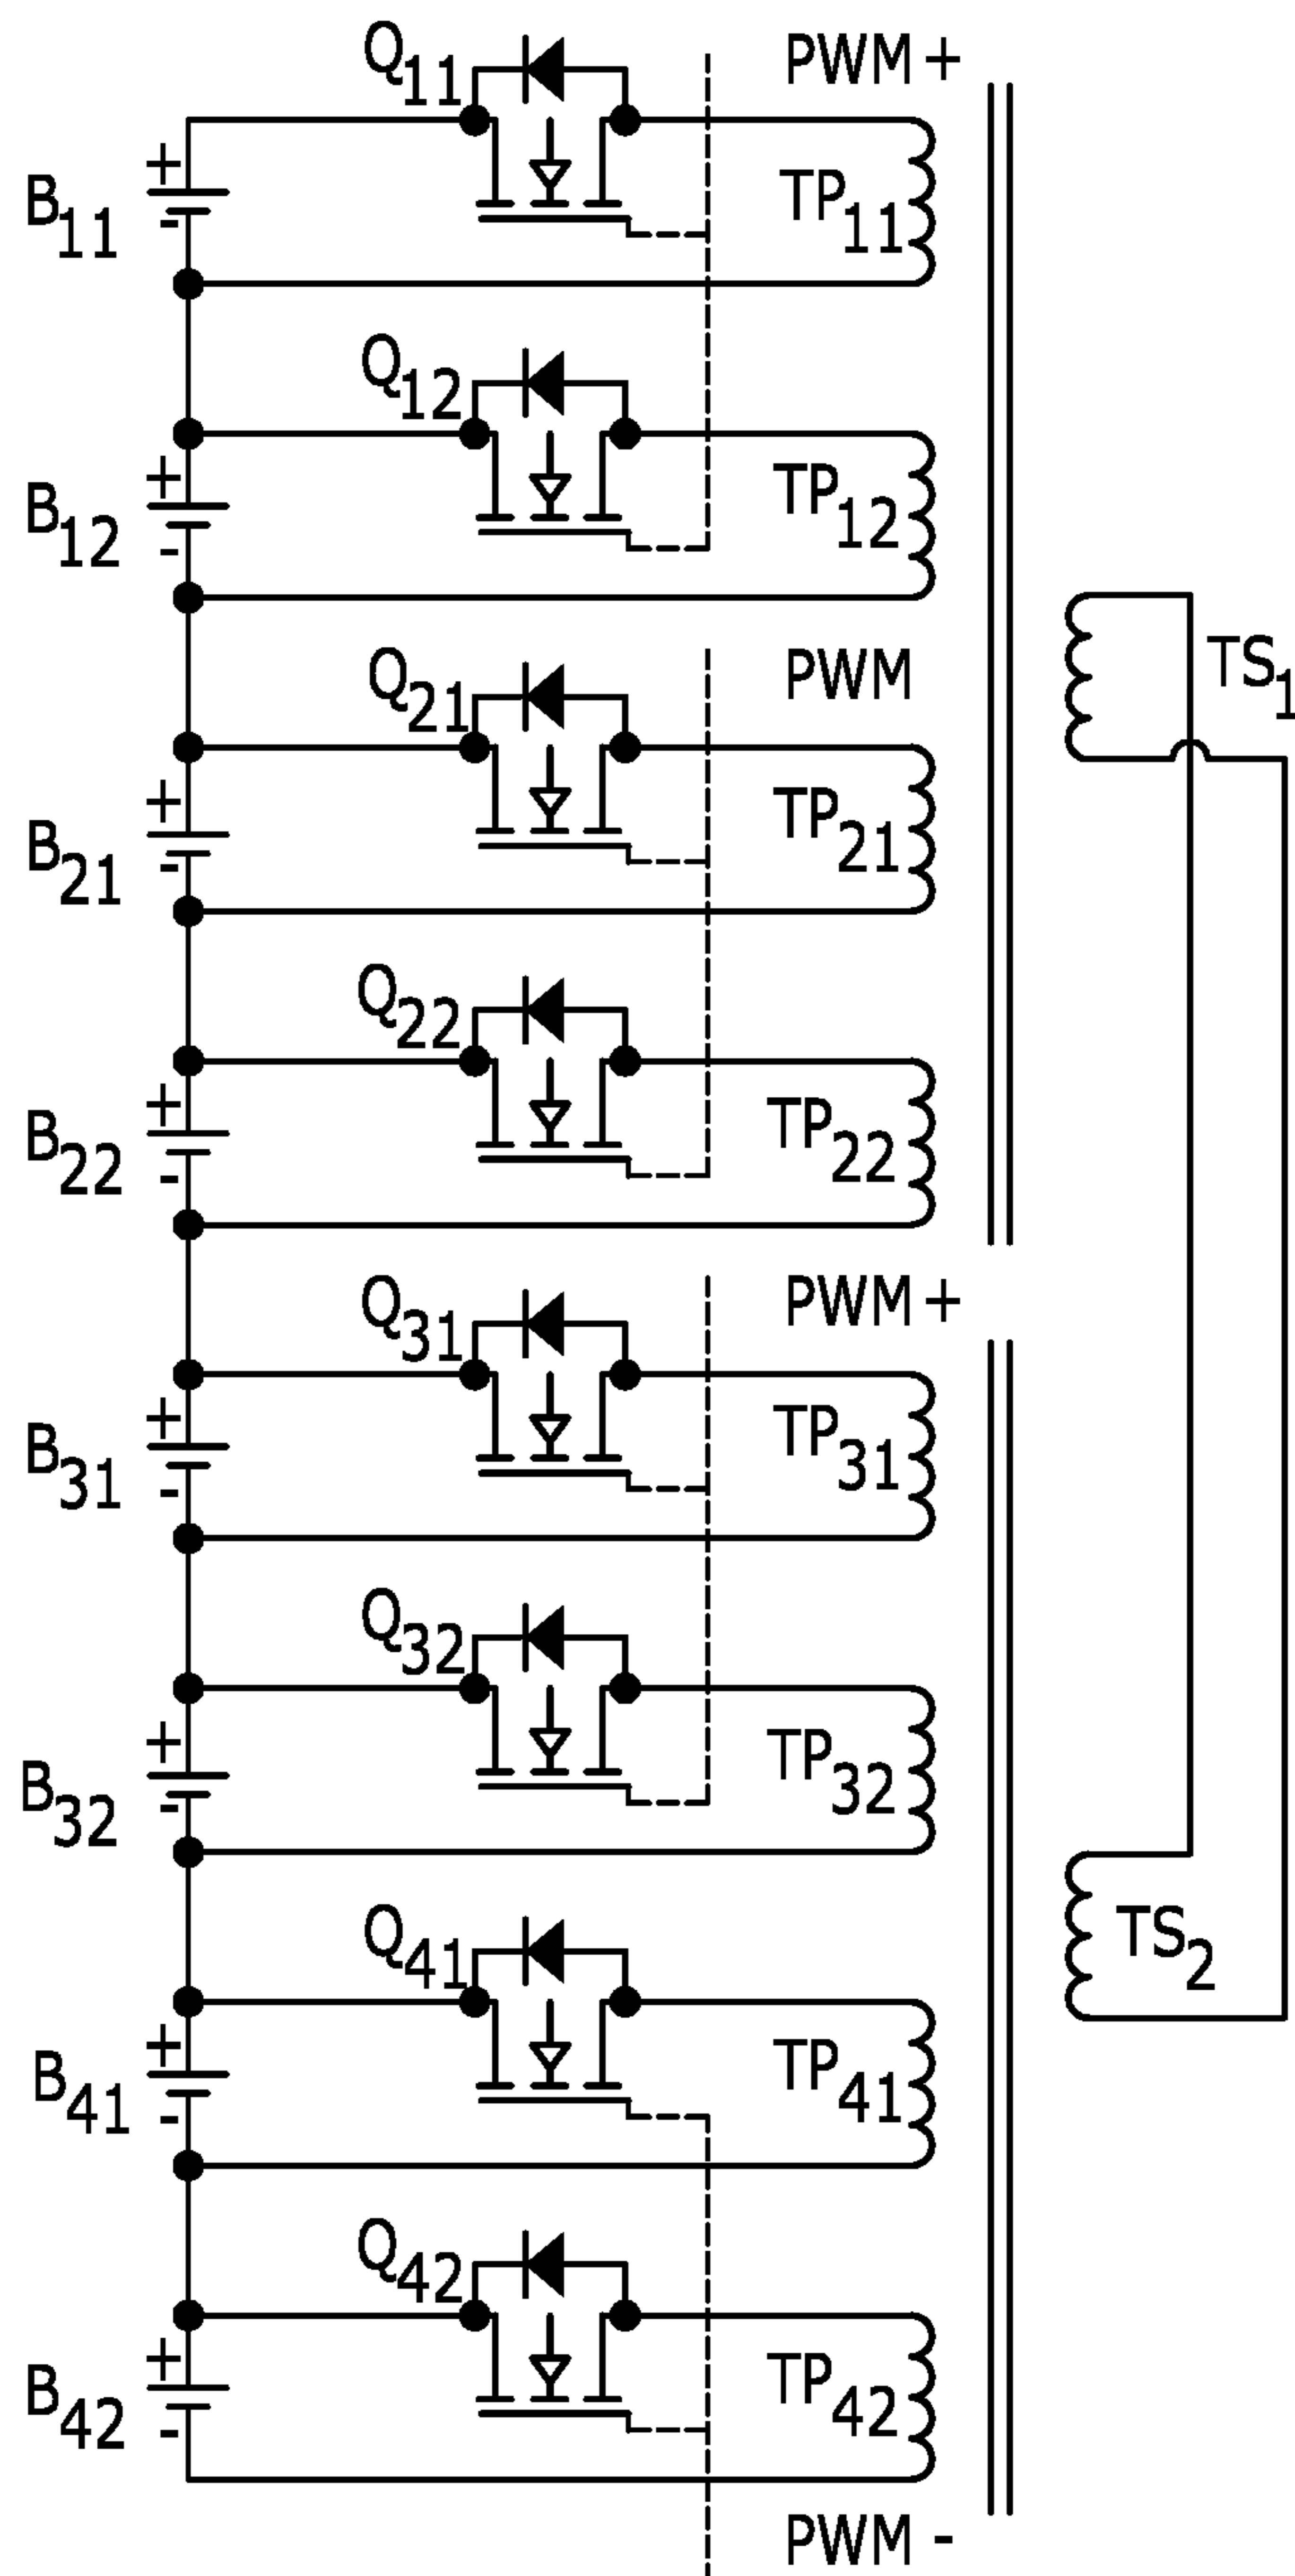 Q11
PWM +
+
B11
-
TP11
Q12
+
B12
-
TP12
Q21
PWM
TS1
+
B21
-
TP21
Q22
+
B22
-
TP22
Q31
PWM +
+
B31
-
TP31
Q32
+
B32
-
TP32
Q41
TS2
+
B41
-
TP41
Q42
+
B42
-
TP42
PWM -